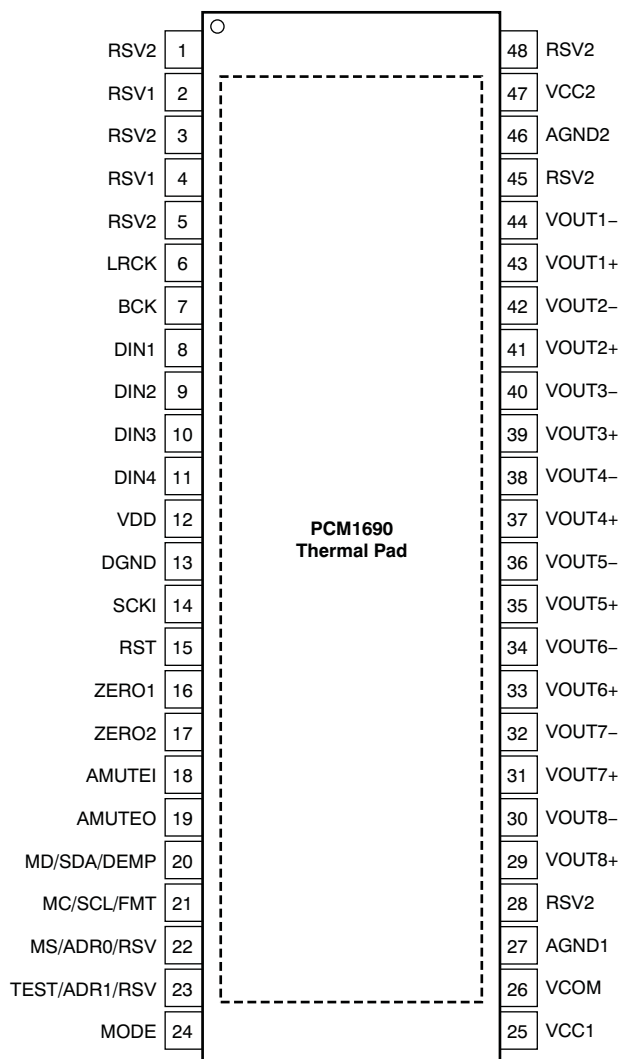 RSV2 1 48 RSV2
RSV1 2 47 VCC2
RSV2 3 46 AGND2
RSV1 4 45 RSV2
RSV2 5 44 VOUT1−
LRCK 6 43 VOUT1+
BCK 7 42 VOUT2−
DIN1 8 41 VOUT2+
DIN2 9 40 VOUT3−
DIN3 10 39 VOUT3+
DIN4 11 38 VOUT4−
VDD 12 37 VOUT4+
PCM1690
Thermal Pad
DGND 13 36 VOUT5−
SCKI 14 35 VOUT5+
RST 15 34 VOUT6−
ZERO1 16 33 VOUT6+
ZERO2 17 32 VOUT7−
AMUTEI 18 31 VOUT7+
AMUTEO 19 30 VOUT8−
MD/SDA/DEMP 20 29 VOUT8+
MC/SCL/FMT 21 28 RSV2
MS/ADR0/RSV 22 27 AGND1
TEST/ADR1/RSV 23 26 VCOM
MODE 24 25 VCC1